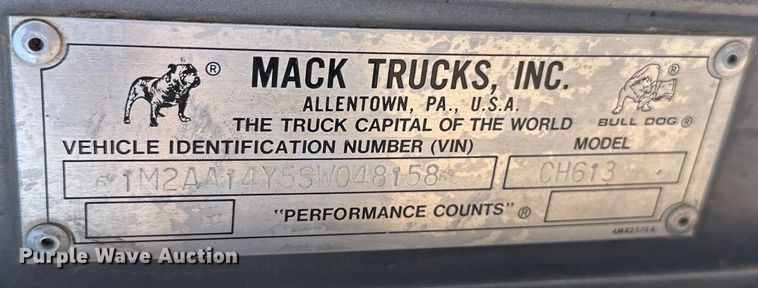 MACK TRUCKS, INC.
ALLENTOWN, PA., U.S.A.
THE TRUCK CAPITAL OF THE WORLD
BULL DOG®
VEHICLE IDENTIFICATION NUMBER (VIN) MODEL
1M2AA14Y5SW048158 CH613
"PERFORMANCE COUNTS"®
Purple Wave Auction